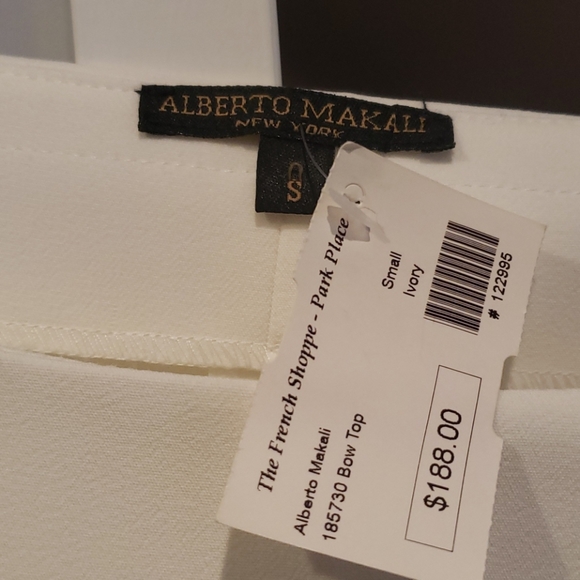 ALBERTO MAKALI
NEW YORK
S
The French Shoppe - Park Place
Small
Ivory
# 122995
Alberto Makali
185730 Bow Top
$188.00